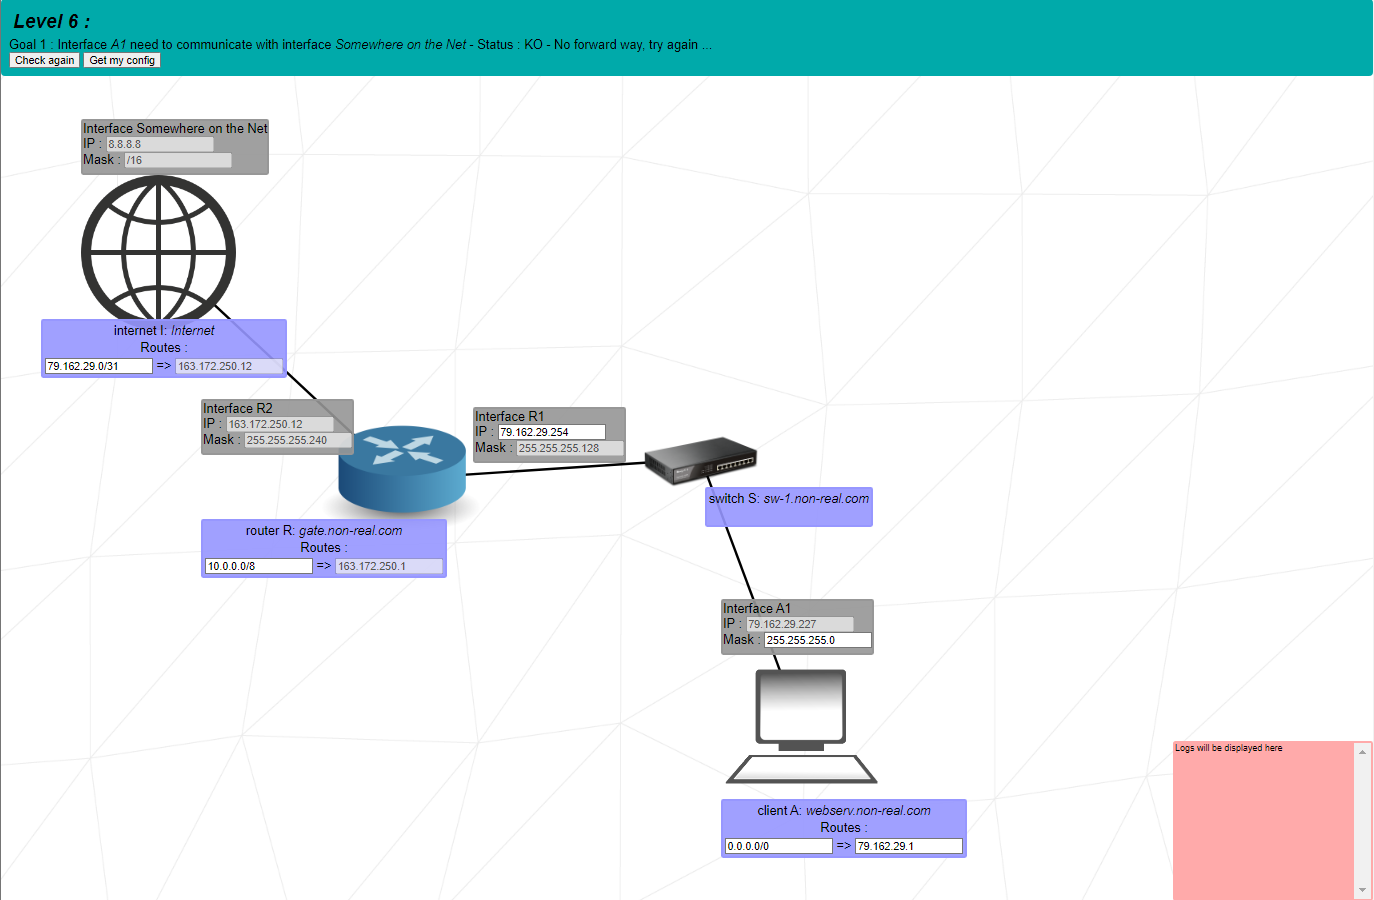 Level 6 :
Goal 1 : Interface A1 need to communicate with interface Somewhere on the Net - Status : KO - No forward way, try again ...
Check again Get my config
Interface Somewhere on the Net
IP : 8.8.8.8
Mask : /16
internet I: Internet
Routes :
79.162.29.0/31 => 163.172.250.12
Interface R2
IP : 163.172.250.12
Mask : 255.255.255.240
Interface R1
IP : 79.162.29.254
Mask : 255.255.255.128
switch S: sw-1.non-real.com
router R: gate.non-real.com
Routes :
10.0.0.0/8 => 163.172.250.1
Interface A1
IP : 79.162.29.227
Mask : 255.255.255.0
client A: webserv.non-real.com
Routes :
0.0.0.0/0 => 79.162.29.1
Logs will be displayed here